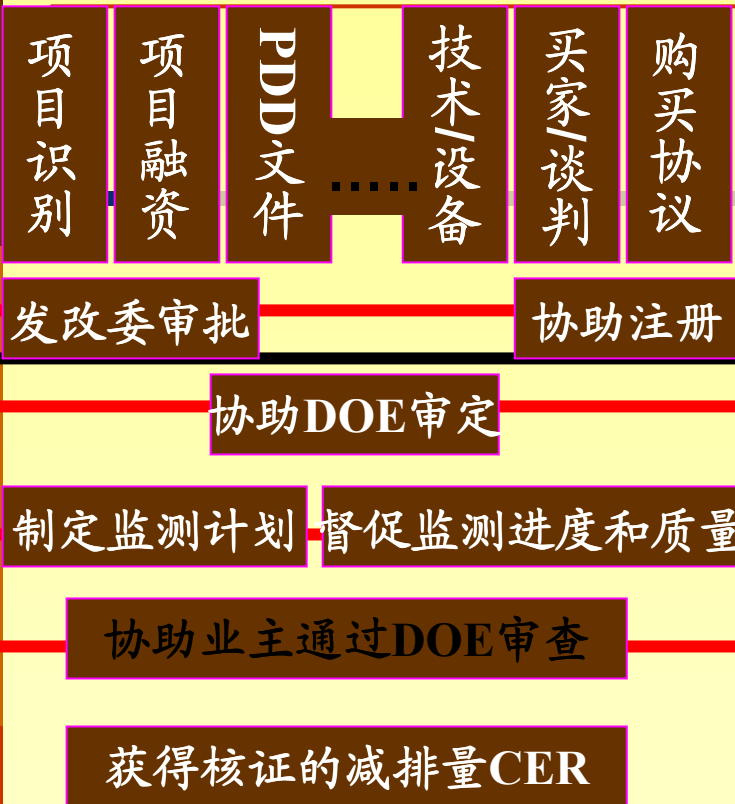 项目识别
项目融资
PDD文件
.....
技术/设备
买家/谈判
购买协议
发改委审批
协助注册
协助DOE审定
制定监测计划
督促监测进度和质量
协助业主通过DOE审查
获得核证的减排量CER